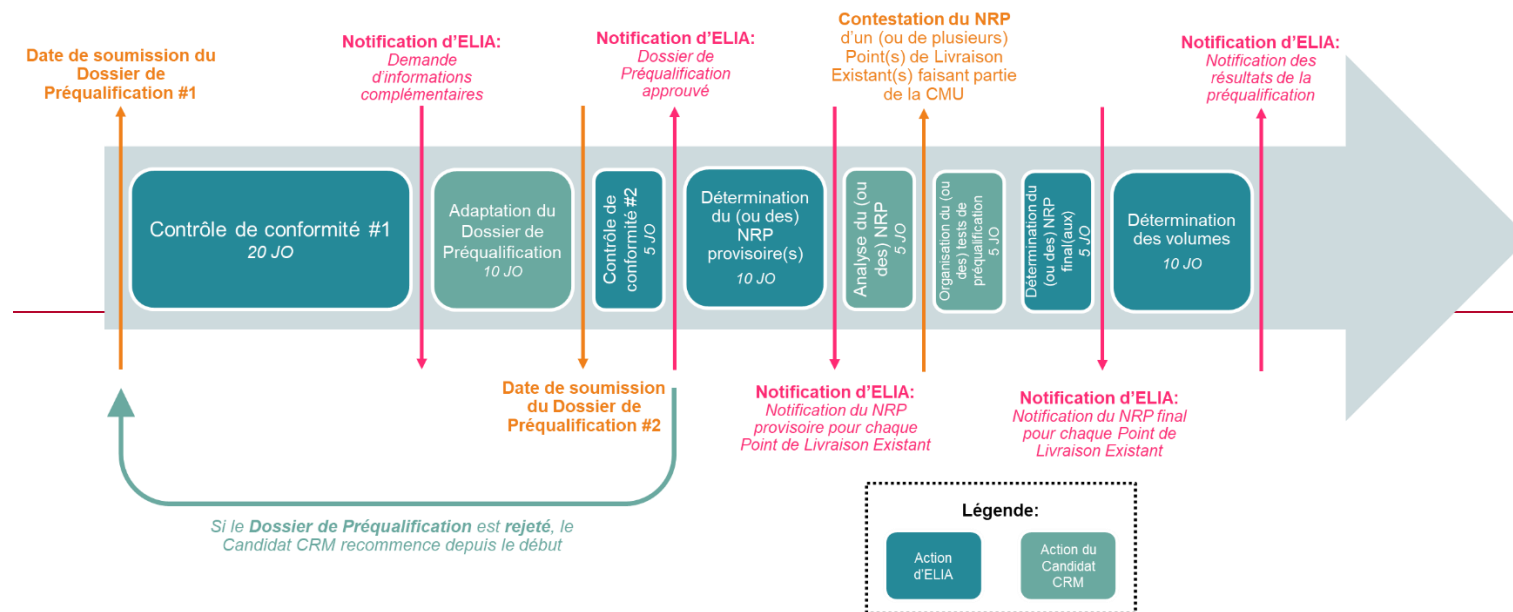 Date de soumission du
Dossier de
Préqualification #1
Notification d'ELIA:
Demande
d'informations
complémentaires
Notification d'ELIA:
Dossier de
Préqualification
approuvé
Contestation du NRP
d'un (ou de plusieurs)
Point(s) de Livraison
Existant(s) faisant partie
de la CMU
Notification d'ELIA:
Notification des
résultats de la
préqualification
Contrôle de conformité #1
20 JO
Adaptation du
Dossier de
Préqualification
10 JO
Contrôle de
conformité #2
5 JO
Détermination
du (ou des)
NRP
provisoire(s)
10 JO
Analyse du (ou
des) NRP
5 JO
Organisation du (ou
des) tests de
préqualification
5 JO
Détermination du
(ou des) NRP
final(aux)
5 JO
Détermination
des volumes
10 JO
Date de soumission
du Dossier de
Préqualification #2
Notification d'ELIA:
Notification du NRP
provisoire pour chaque
Point de Livraison Existant
Notification d'ELIA:
Notification du NRP final
pour chaque Point de
Livraison Existant
Si le Dossier de Préqualification est rejeté, le
Candidat CRM recommence depuis le début
Légende:
Action
d'ELIA
Action du
Candidat
CRM